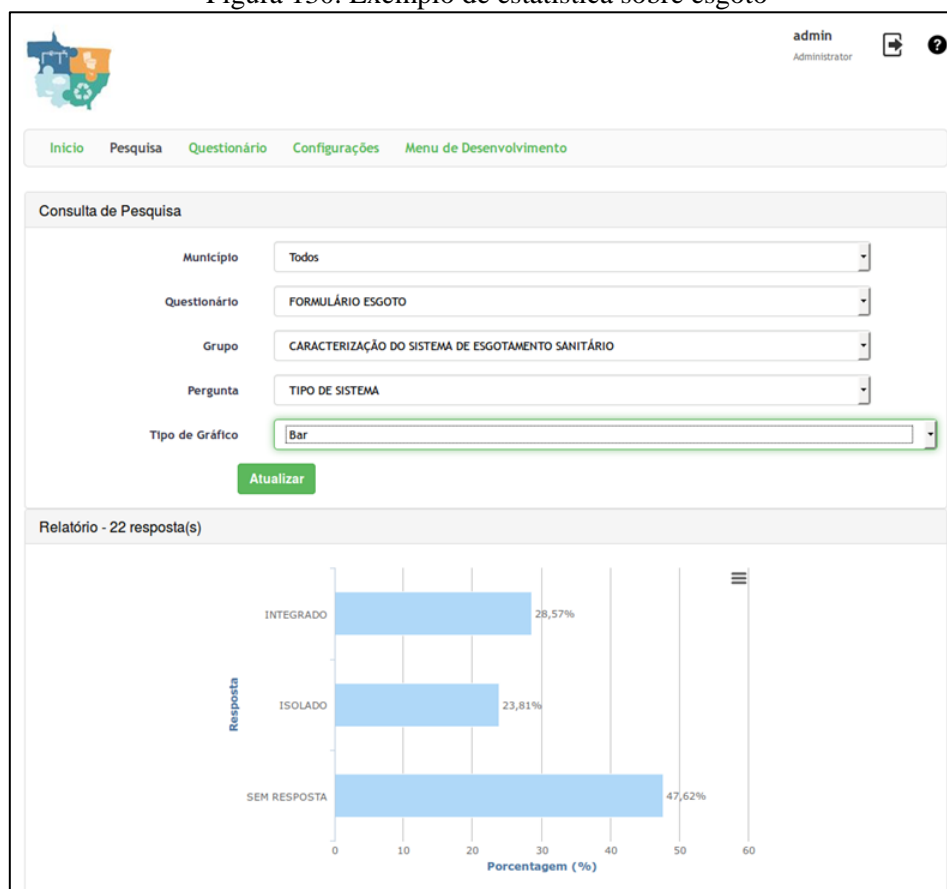 Figura 150. Exemplo de estatística sobre esgoto
admin
Administrator
Início Pesquisa Questionário Configurações Menu de Desenvolvimento
Consulta de Pesquisa
Município Todos
Questionário FORMULÁRIO ESGOTO
Grupo CARACTERIZAÇÃO DO SISTEMA DE ESGOTAMENTO SANITÁRIO
Pergunta TIPO DE SISTEMA
Tipo de Gráfico Bar
Atualizar
Relatório - 22 resposta(s)
INTEGRADO 28,57%
Resposta
ISOLADO 23,81%
SEM RESPOSTA 47,62%
0 10 20 30 40 50 60
Porcentagem (%)